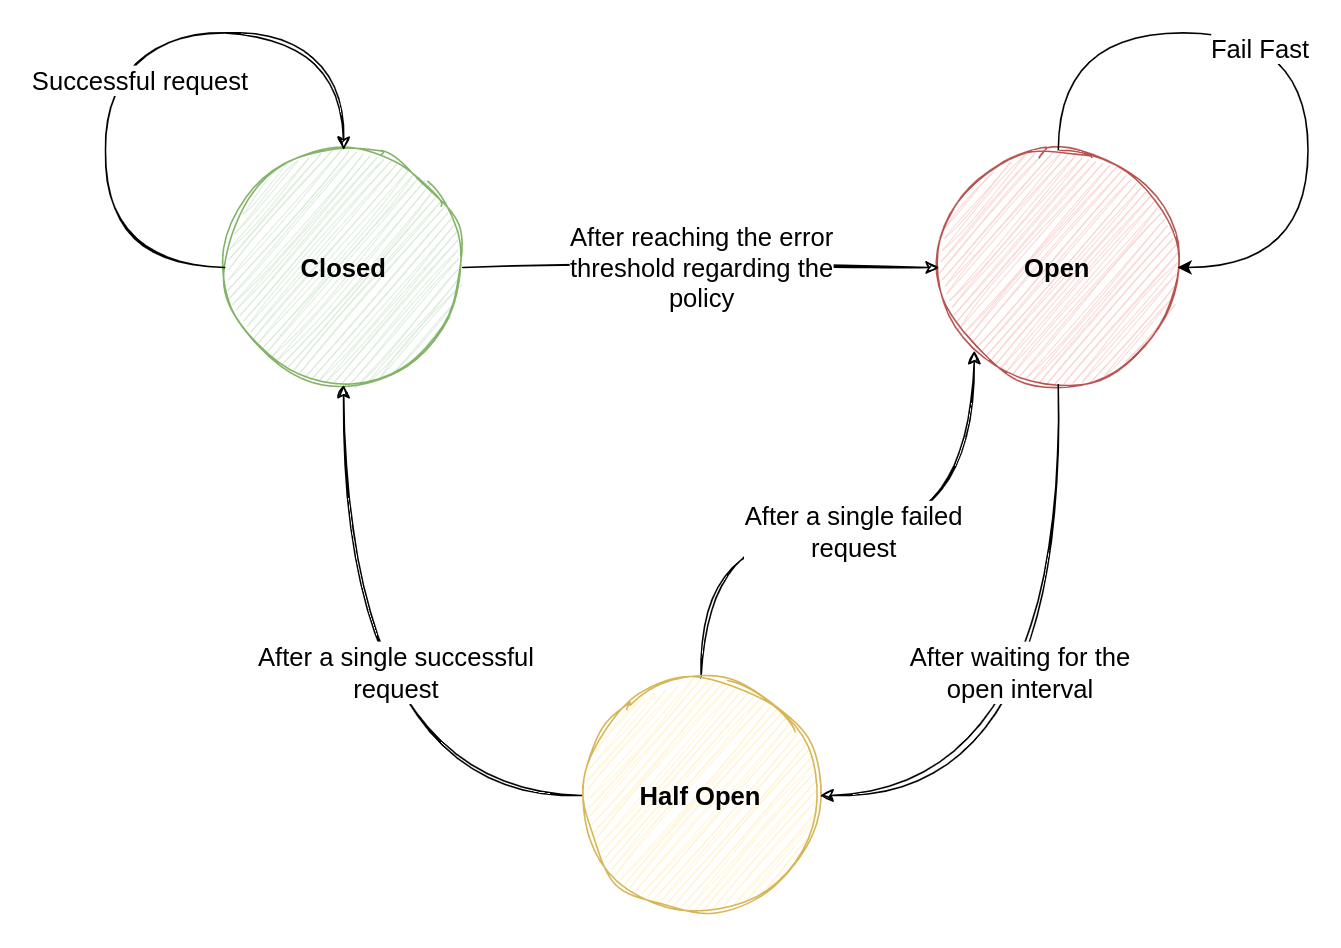 Fail Fast
Successful request
After reaching the error
threshold regarding the
policy
Closed
Open
After a single failed
request
After a single successful
request
After waiting for the
open interval
Half Open